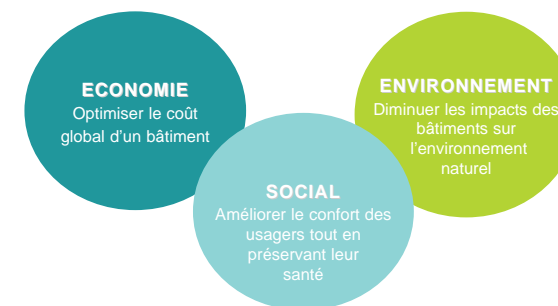 ECONOMIE
Optimiser le coût
global d'un bâtiment
ENVIRONNEMENT
Diminuer les impacts des
bâtiments sur
l'environnement
naturel
SOCIAL
Améliorer le confort des
usagers tout en
préservant leur
santé